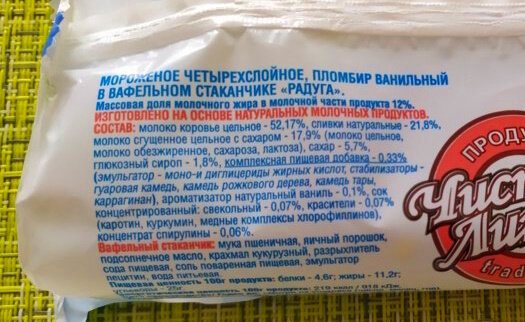 МОРОЖЕНОЕ ЧЕТЫРЕХСЛОЙНОЕ, ПЛОМБИР ВАНИЛЬНЫЙ
В ВАФЕЛЬНОМ СТАКАНЧИКЕ «РАДУГА».
Массовая доля молочного жира в молочной части продукта 12%.
ИЗГОТОВЛЕНО НА ОСНОВЕ НАТУРАЛЬНЫХ МОЛОЧНЫХ ПРОДУКТОВ.
СОСТАВ: молоко коровье цельное - 52,17%, сливки натуральные - 21,8%,
молоко сгущенное цельное с сахаром - 17,9% (молоко цельное,
молоко обезжиренное, сахароза, лактоза), сахар - 5,7%,
глюкозный сироп - 1,8%, комплексная пищевая добавка - 0,33%
(эмульгатор - моно-и диглицериды жирных кислот, стабилизаторы -
гуаровая камедь, камедь рожкового дерева, камедь тары,
каррагинан), ароматизатор натуральный ваниль - 0,1%, сок
концентрированный: свекольный - 0,07%, красители - 0,07%
(каротин, куркумин, медные комплексы хлорофиллинов),
концентрат спирулины - 0,06%.
Вафельный стаканчик: мука пшеничная, яичный порошок,
подсолнечное масло, крахмал кукурузный, разрыхлитель
сода пищевая, соль поваренная пищевая, эмульгатор
лецитин, вода питьевая.
Пищевая ценность 100г продукта: белки - 4,6г; жиры - 11,2г;
углеводы - 25г
ПРОДУ
Чист
Ли
trad